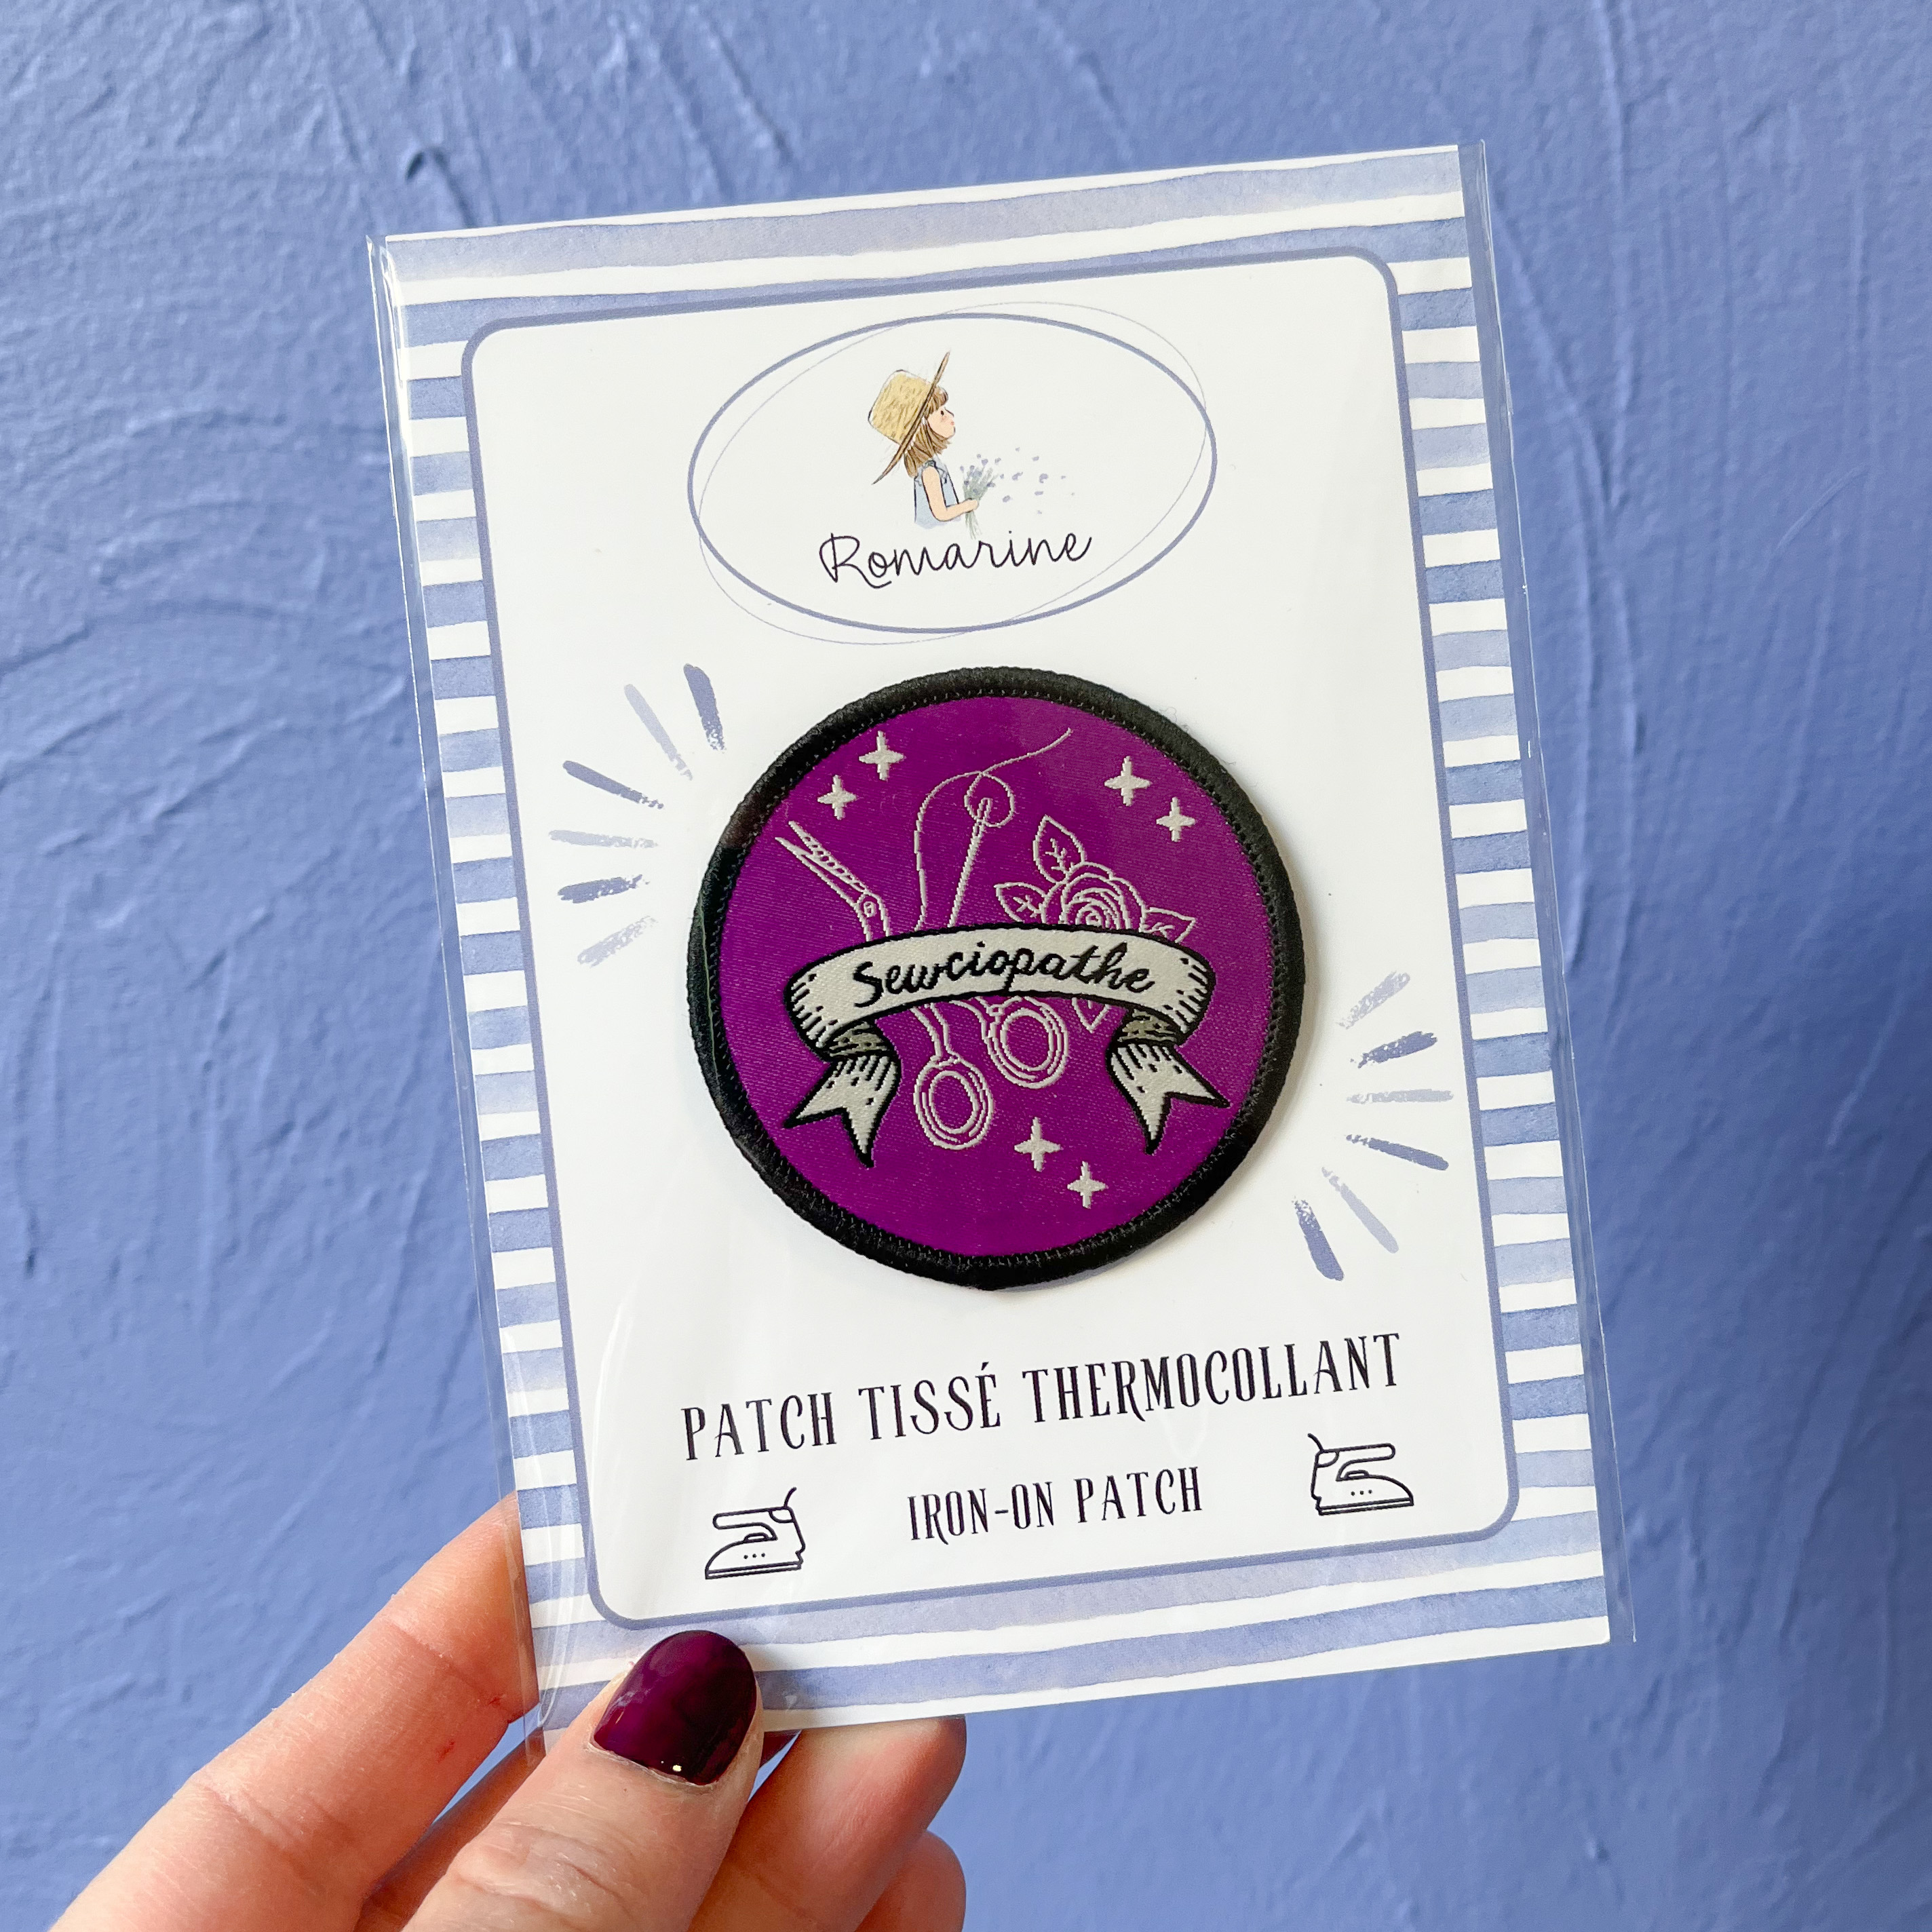 Romarine
Sewciopathe
PATCH TISSÉ THERMOCOLLANT
IRON-ON PATCH